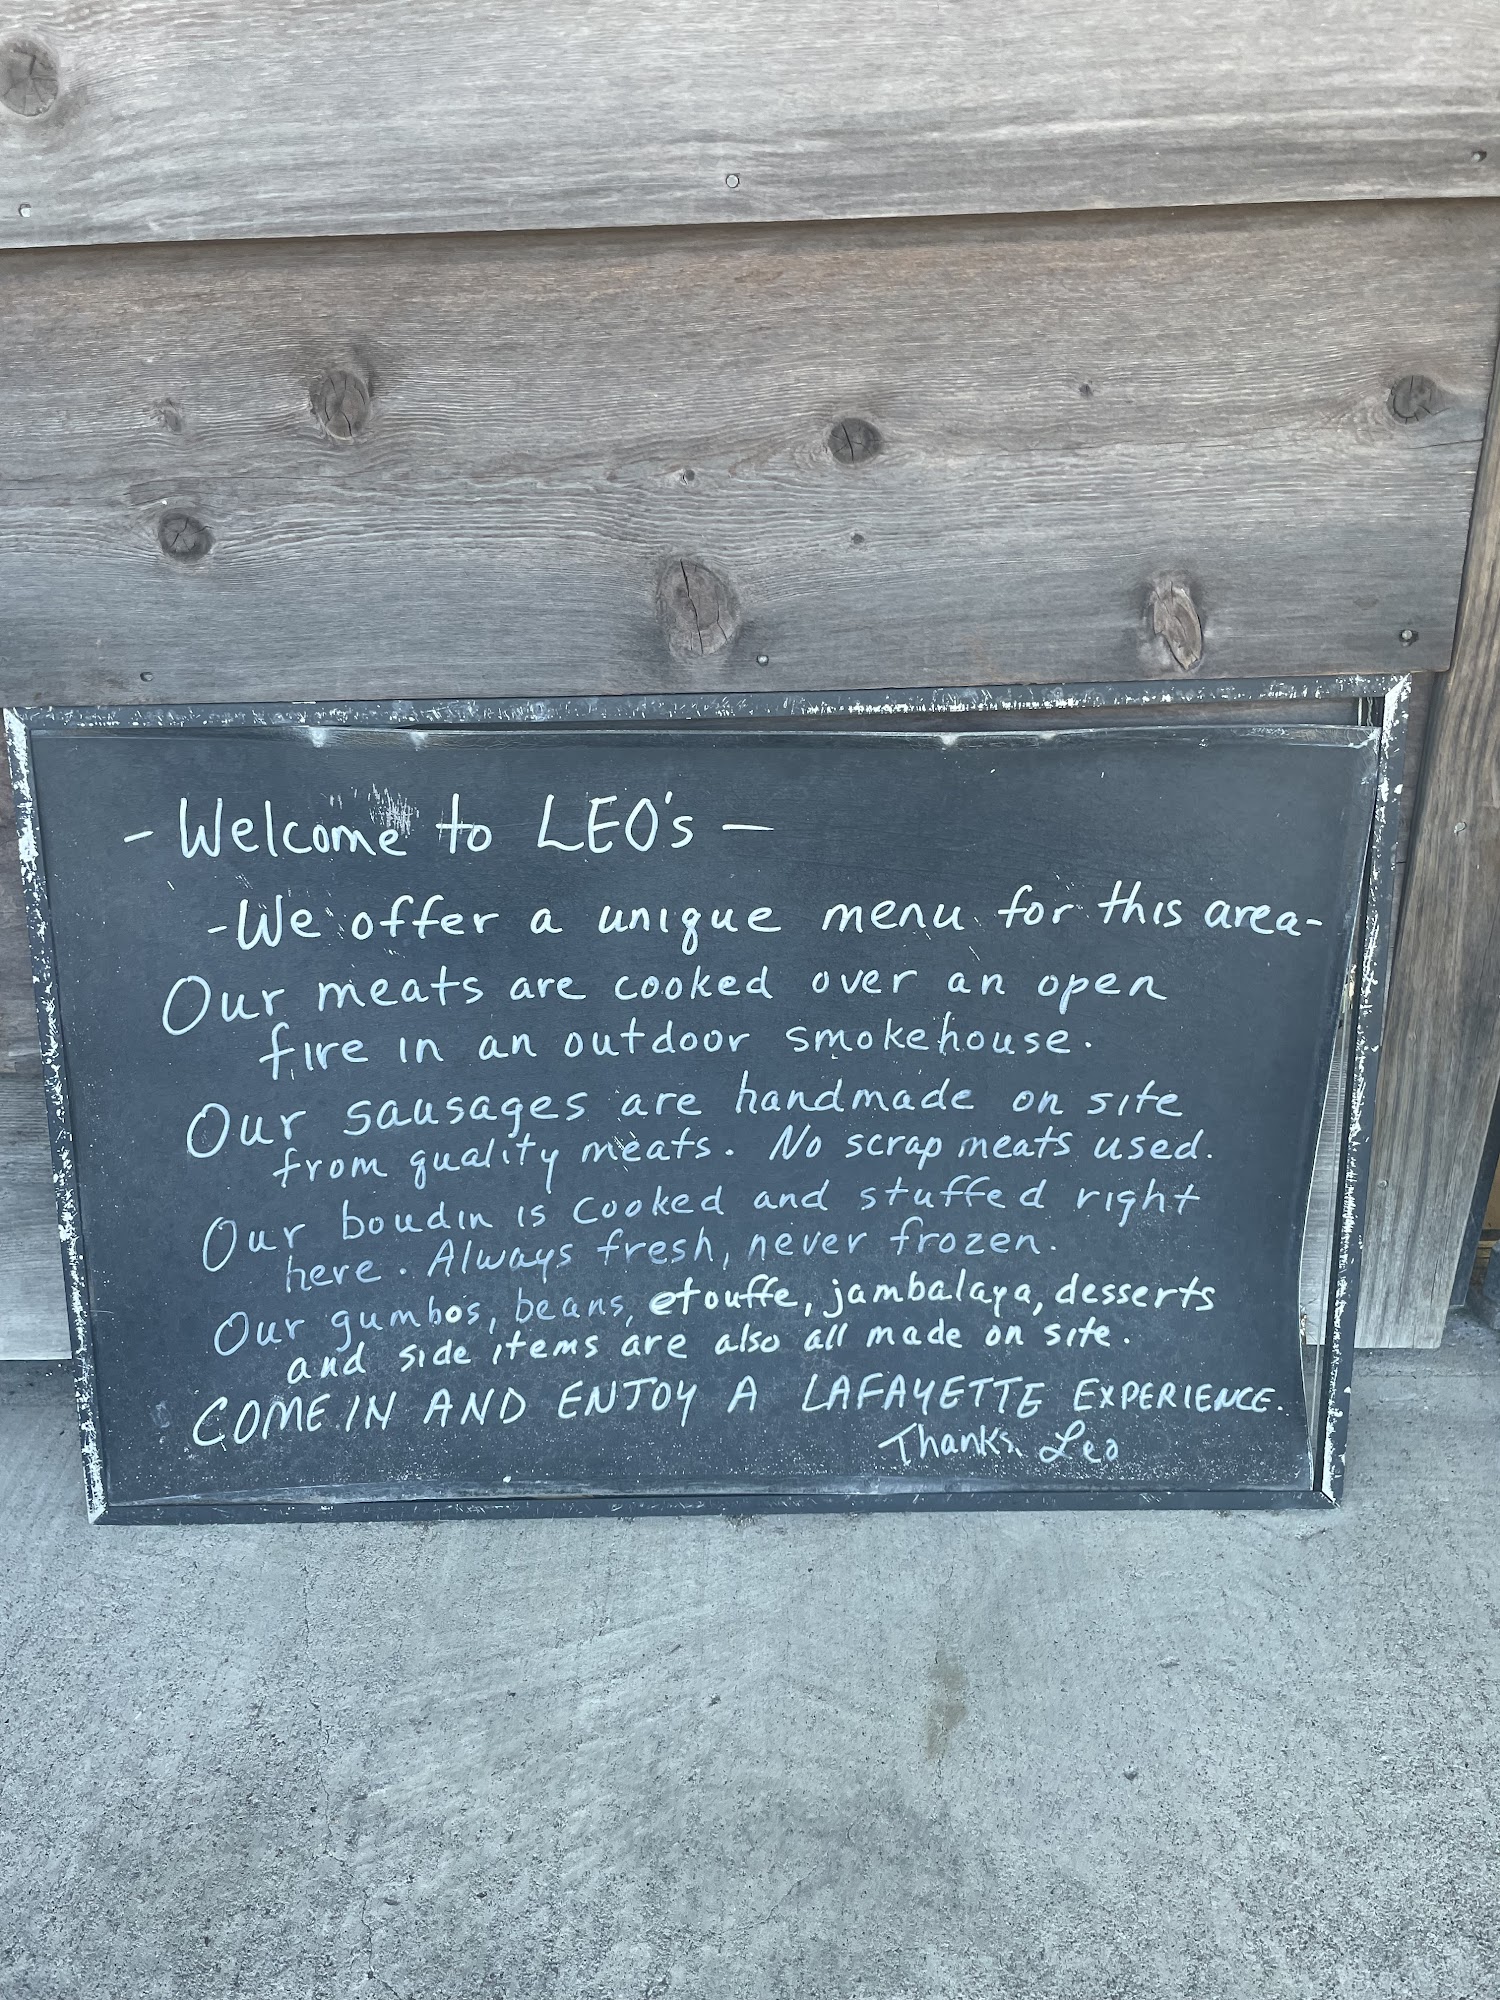 - Welcome to LEO's -
- We offer a unique menu for this area -
Our meats are cooked over an open
fire in an outdoor smokehouse.
Our sausages are handmade on site
from quality meats. No scrap meats used.
Our boudin is cooked and stuffed right
here. Always fresh, never frozen.
Our gumbos, beans, etouffe, jambalaya, desserts
and side items are also all made on site.
COME IN AND ENJOY A LAFAYETTE EXPERIENCE.
Thanks. Leo